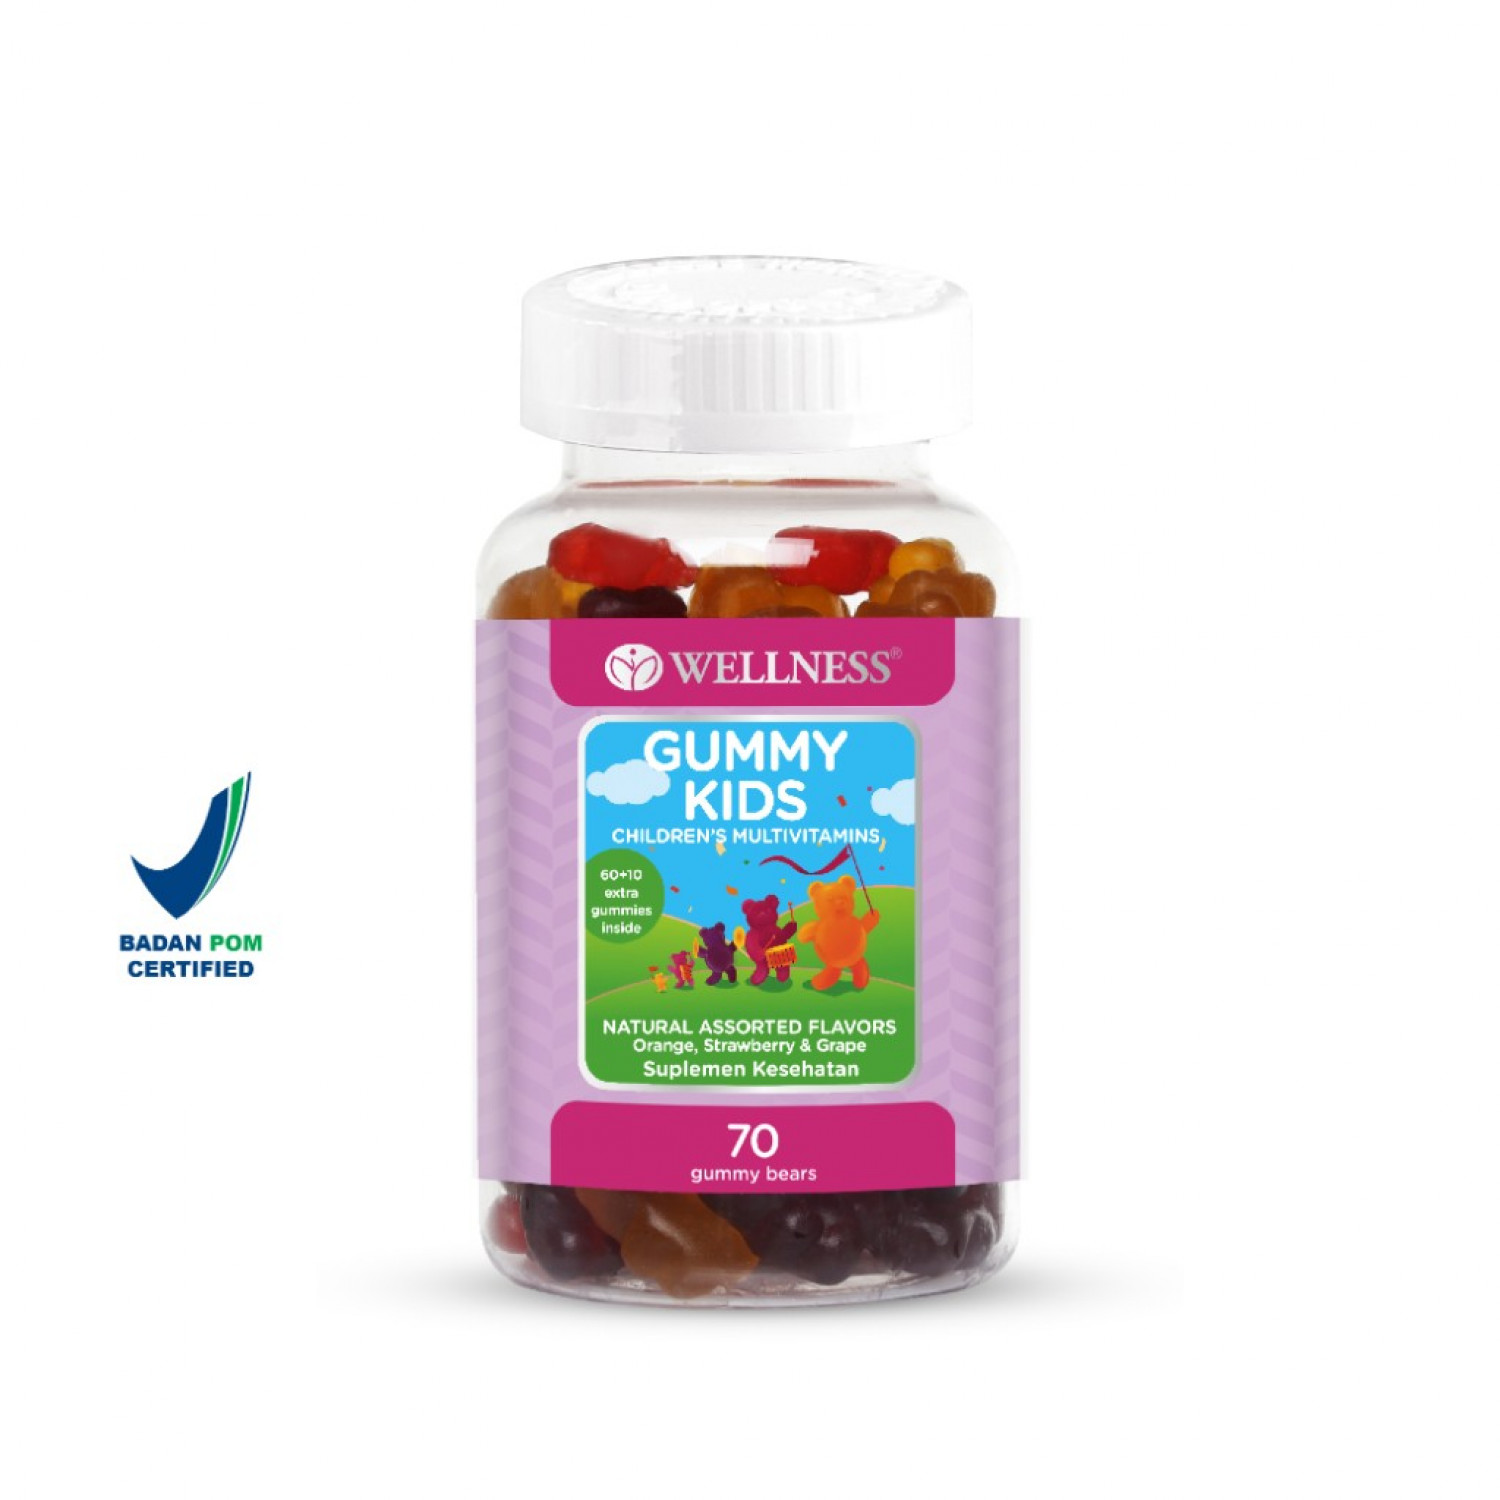 WELLNESS®
GUMMY
KIDS
CHILDREN'S MULTIVITAMINS
60+10
extra
gummies
inside
NATURAL ASSORTED FLAVORS
Orange, Strawberry & Grape
Suplemen Kesehatan
70
gummy bears
BADAN POM
CERTIFIED